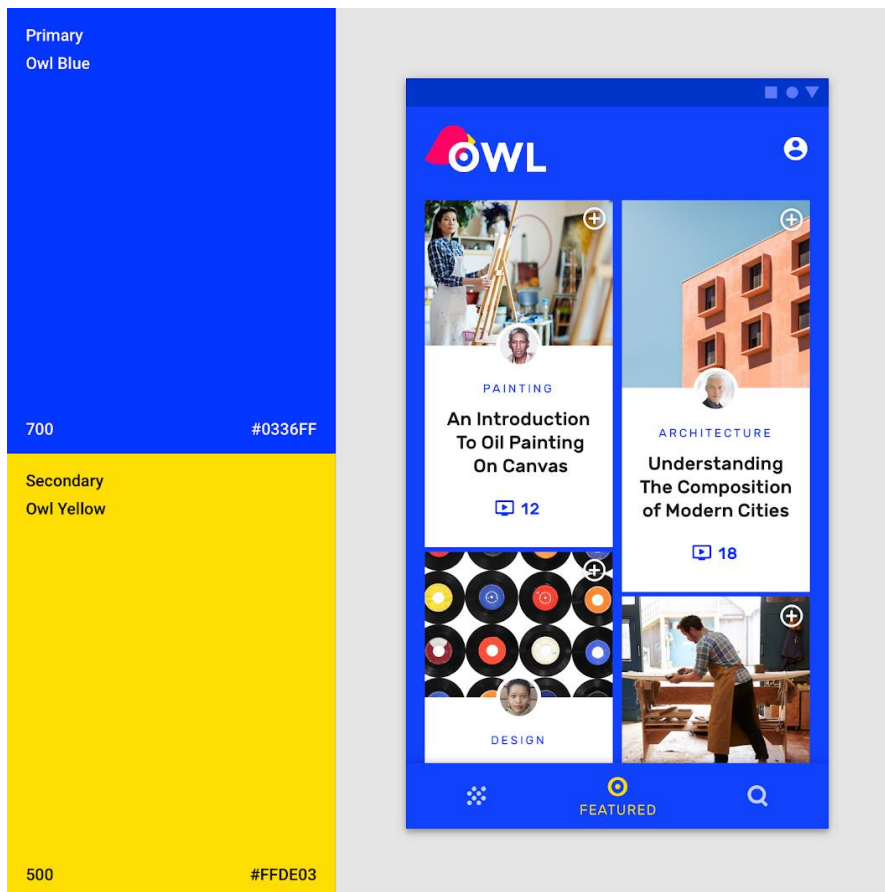 Primary
Owl Blue
700 #0336FF
Secondary
Owl Yellow
500 #FFDE03
OWL
PAINTING
An Introduction
To Oil Painting
On Canvas
12
ARCHITECTURE
Understanding
The Composition
of Modern Cities
18
DESIGN
FEATURED